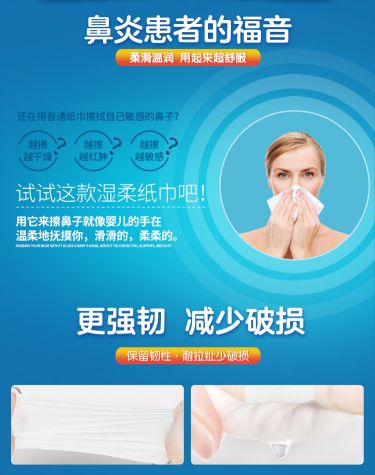 鼻炎患者的福音
柔滑温润 用起来超舒服
还在用普通纸巾擦拭自己敏感的鼻子?
越擦越干燥?
越擦越红肿?
越擦越敏感?
试试这款湿柔纸巾吧!
用它来擦鼻子就像婴儿的手在
温柔地抚摸你，滑滑的，柔柔的。
更强韧 减少破损
保留韧性·耐拉扯少破损